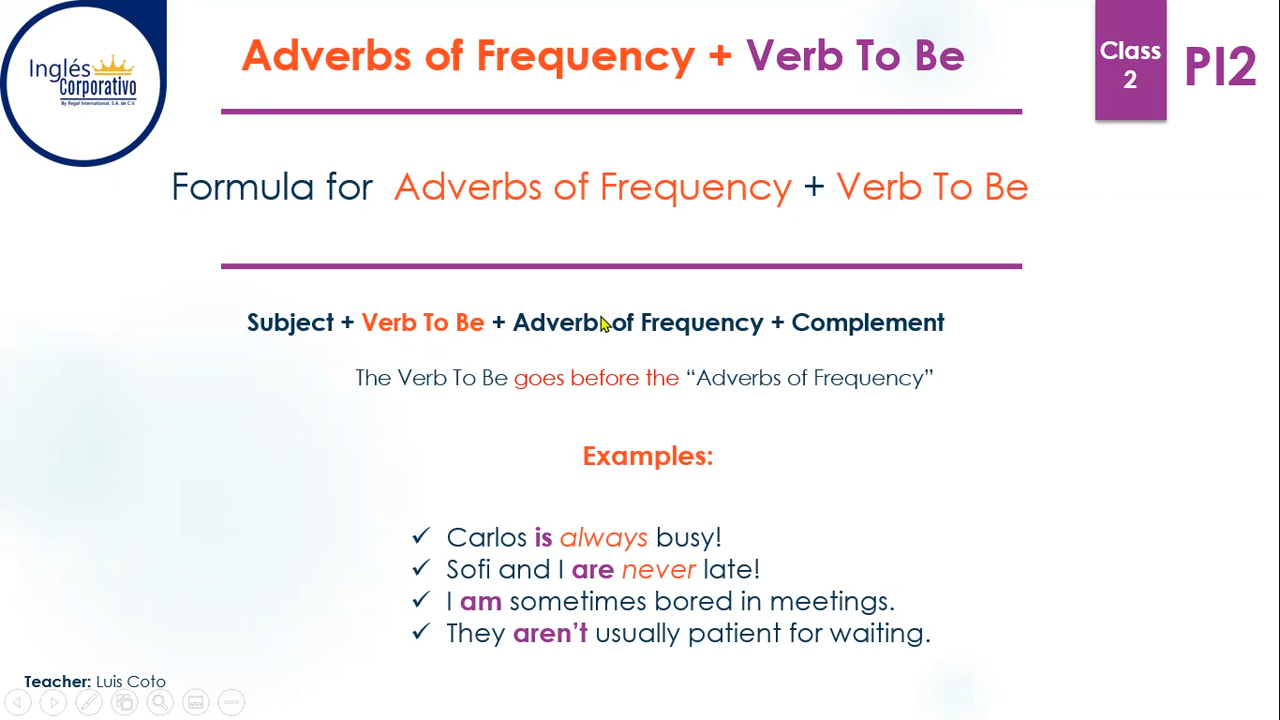 Inglés
Corporativo
By Regal International, S.A. de C.V.
Adverbs of Frequency + Verb To Be
Class
2
PI2
Formula for Adverbs of Frequency + Verb To Be
Subject + Verb To Be + Adverbs of Frequency + Complement
The Verb To Be goes before the “Adverbs of Frequency”
Examples:
✓ Carlos is always busy!
✓ Sofi and I are never late!
✓ I am sometimes bored in meetings.
✓ They aren’t usually patient for waiting.
Teacher: Luis Coto